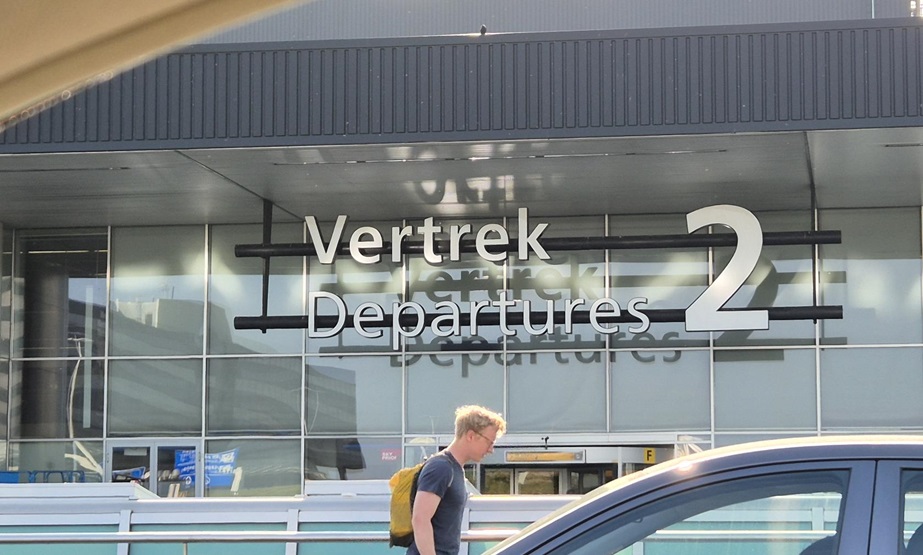 Vertrek
Departures 2
F